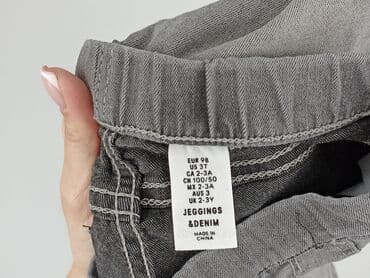 EUR 98
US 3T
CA 2-3A
CN 100/50
MX 2-3A
AUS 3
UK 2-3Y
JEGGINGS
&DENIM
MADE IN
CHINA